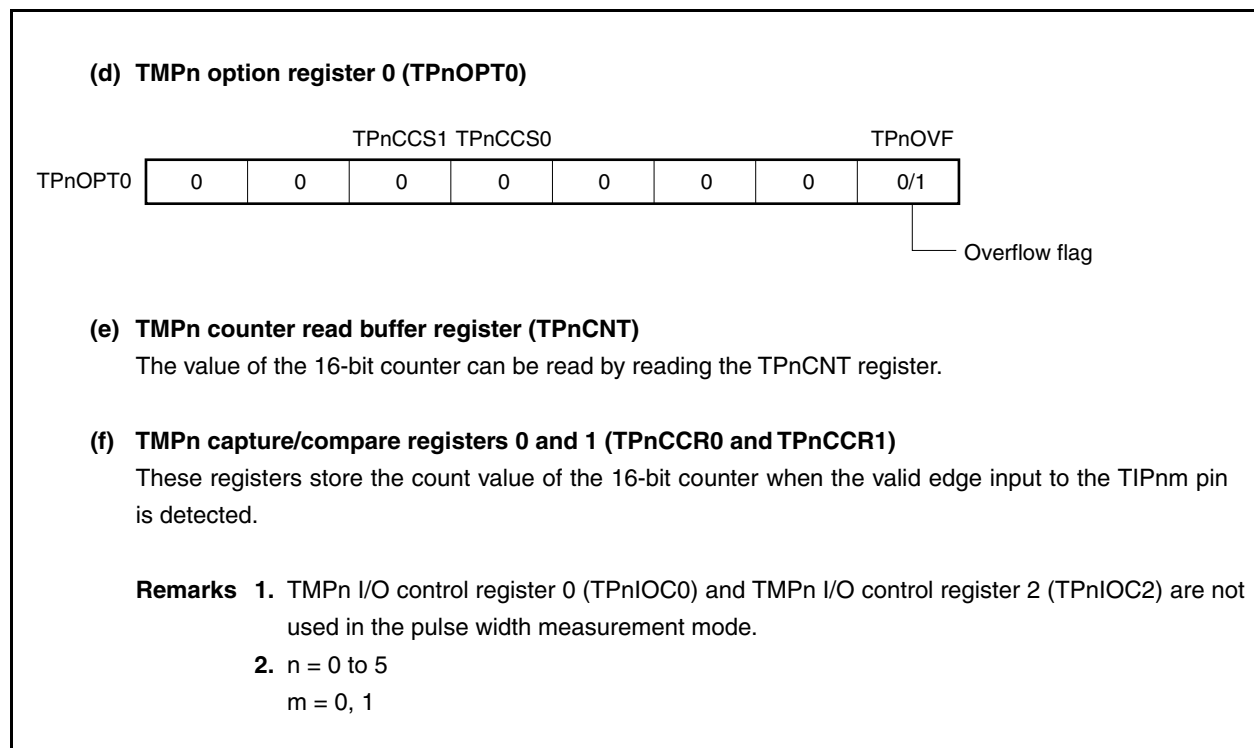 (d) TMPn option register 0 (TPnOPT0)
TPnCCS1 TPnCCS0 TPnOVF
TPnOPT0 0 0 0 0 0 0 0 0/1
Overflow flag
(e) TMPn counter read buffer register (TPnCNT)
The value of the 16-bit counter can be read by reading the TPnCNT register.
(f) TMPn capture/compare registers 0 and 1 (TPnCCR0 and TPnCCR1)
These registers store the count value of the 16-bit counter when the valid edge input to the TIPnm pin
is detected.
Remarks 1. TMPn I/O control register 0 (TPnIOC0) and TMPn I/O control register 2 (TPnIOC2) are not
used in the pulse width measurement mode.
2. n = 0 to 5
m = 0, 1